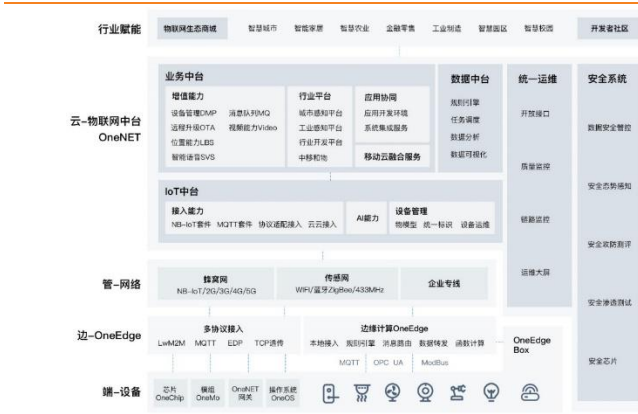 行业赋能 物联网生态商城 智慧城市 智能家居 智慧农业 金融零售 工业制造 智慧园区 智慧校园 开发者社区
云-物联网中台
OneNET
业务中台
增值能力
设备管理DMP 消息队列MQ
远程升级OTA 视频能力Video
位置能力LBS
智能语音SVS
行业平台
城市感知平台
工业感知平台
行业开发平台
中移和物
应用协同
应用开发环境
系统集成服务
移动云融合服务
数据中台
规则引擎
任务调度
数据分析
数据可视化
统一运维
开放接口
质量监控
链路监控
运维大屏
安全系统
数据安全管控
安全态势感知
安全攻防测评
安全渗透测试
安全芯片
IoT中台
接入能力
NB-IoT套件 MQTT套件 协议适配接入 云云接入
AI能力
设备管理
物模型 统一标识 设备运维
管-网络
蜂窝网
NB-IoT/2G/3G/4G/5G
传感网
WIFI/蓝牙ZigBee/433MHz
企业专线
边-OneEdge
多协议接入
LwM2M MQTT EDP TCP透传
边缘计算OneEdge
本地接入 规则引擎 消息路由 数据转发 函数计算
OneEdge
Box
MQTT OPC UA ModBus
端-设备
芯片
OneChip
模组
OneMo
OneNET
网关
操作系统
OneOS